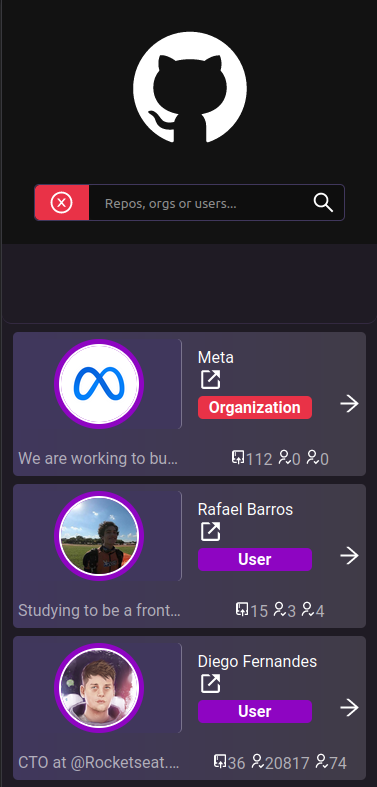 Repos, orgs or users...
Meta
Organization
We are working to bu...
112 0 0
Rafael Barros
User
Studying to be a front...
15 3 4
Diego Fernandes
User
CTO at @Rocketseat....
36 20817 74